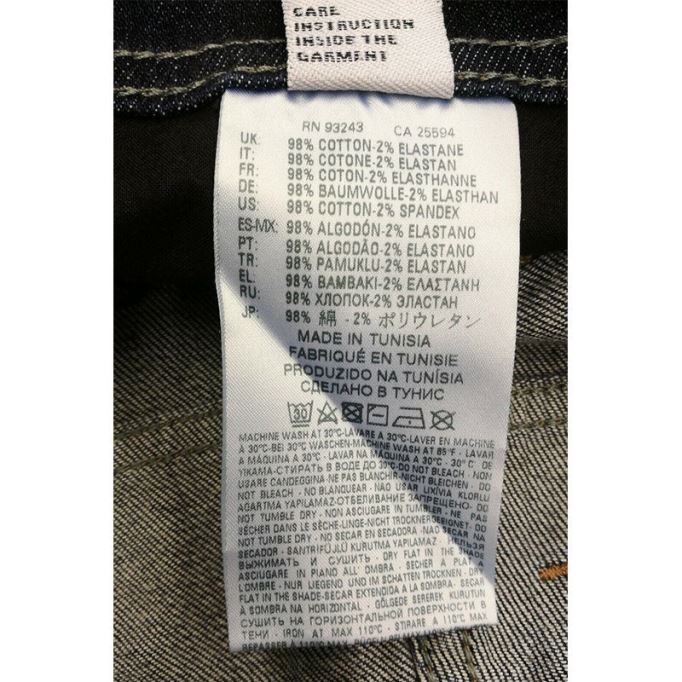 CARE
INSTRUCTION
INSIDE THE
GARMENT
RN 93243 CA 25594
UK: 98% COTTON-2% ELASTANE
IT: 98% COTONE-2% ELASTAN
FR: 98% COTON-2% ELASTHANNE
DE: 98% BAUMWOLLE-2% ELASTHAN
US: 98% COTTON-2% SPANDEX
ES-MX: 98% ALGODÓN-2% ELASTANO
PT: 98% ALGODÃO-2% ELASTANO
TR: 98% PAMUKLU-2% ELASTAN
EL: 98% ΒΑΜΒΑΚΙ-2% ΕΛΑΣΤΑΝΗ
RU: 98% ХЛОПОК-2% ЭЛАСТАН
JP: 98% 綿 -2% ポリウレタン
MADE IN TUNISIA
FABRIQUÉ EN TUNISIE
PRODUZIDO NA TUNÍSIA
СДЕЛАНО В ТУНИС
30
MACHINE WASH AT 30°C-LAVARE A 30°C-LAVER EN MACHINE
À 30°C-BEI 30°C WASCHEN-MACHINE WASH AT 85°F- LAVAR
A MÁQUINA A 30°C - LAVAR NA MÁQUINA A 30°C - 30°C DE
YIKAMA-СТИРАТЬ В ВОДЕ ДО 30°C-DO NOT BLEACH - NON
USARE CANDEGGINA-NE PAS BLANCHIR-NICHT BLEICHEN - DO
NOT BLEACH - NO BLANQUEAR - NÃO USAR LIXÍVIA KLORLU
AGARTMA YAPILAMAZ-ОТБЕЛИВАНИЕ ЗАПРЕЩЕНО- DO
NOT TUMBLE DRY - NON ASCIUGARE IN TUMBLER - NE PAS
SÉCHER DANS LE SÈCHE-LINGE-NICHT TROCKNERGEEIGNET- DO
NOT TUMBLE DRY - NO SECAR EN SECADORA -NÃO SECAR NA
SECADOR - SANTRIFÜJLÜ KURUTMA YAPILAMAZ - НЕЛЬЗЯ
ВЫЖИМАТЬ И СУШИТЬ - DRY FLAT IN THE SHADE
ASCIUGARE IN PIANO ALL' OMBRA - SÉCHER À PLAT À
L'OMBRE - NUR LIEGEND UND IM SCHATTEN TROCKNEN - DRY
FLAT IN THE SHADE-SECAR EXTENDIDO A LA SOMBRA - SECAR
À SOMBRA NA HORIZONTAL - GÖLGEDE SEREREK KURUTUN
СУШИТЬ НА ГОРИЗОНТАЛЬНОЙ ПОВЕРХНОСТИ В
ТЕНИ - IRON AT MAX 110°C - STIRARE A 110°C